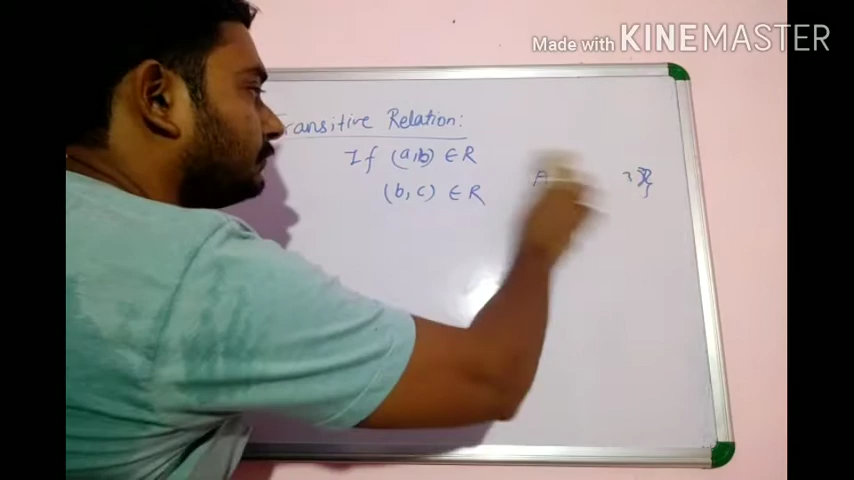 Made with KINEMASTER
Transitive Relation:
If (a,b) ∈ R
(b, c) ∈ R
A